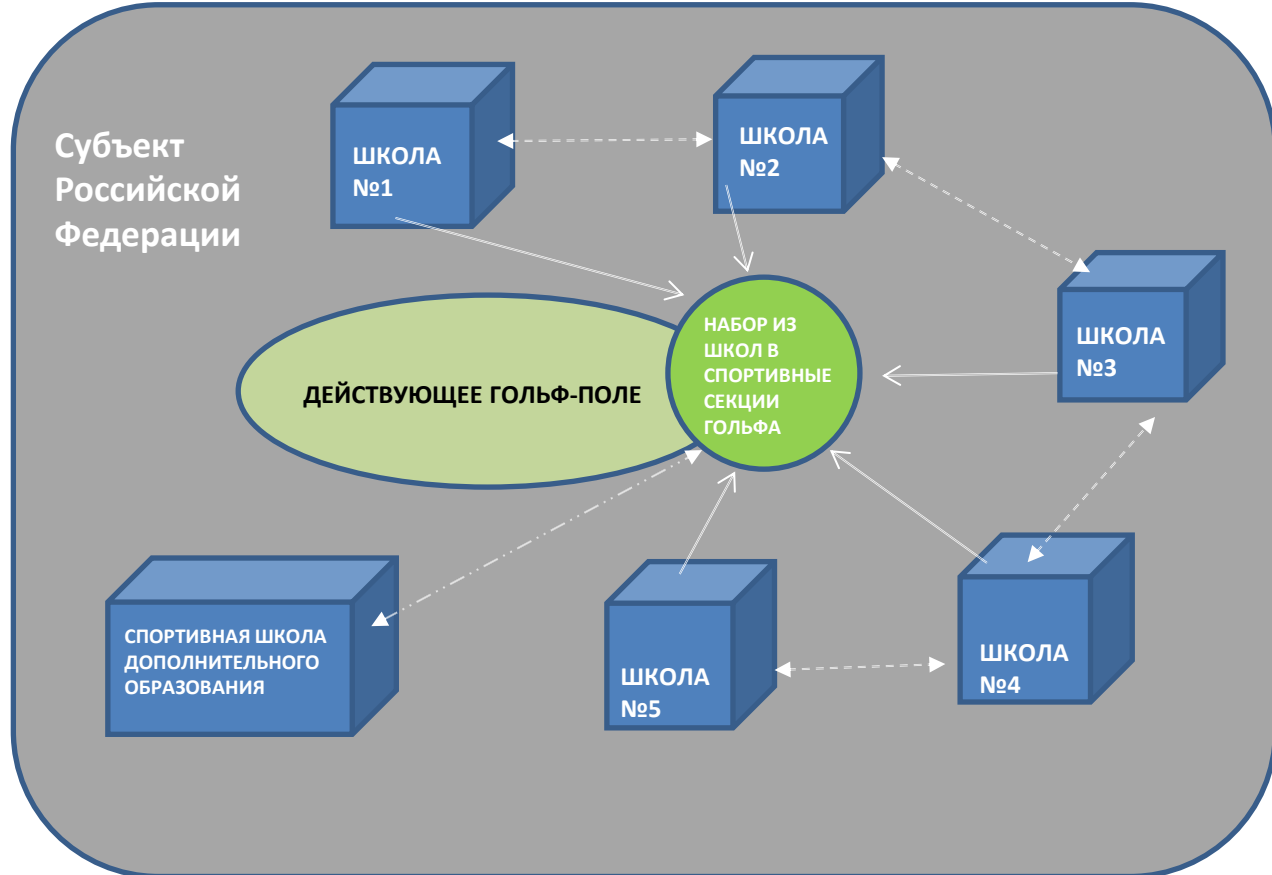 Субъект
Российской
Федерации
ШКОЛА
№1
ШКОЛА
№2
ШКОЛА
№3
НАБОР ИЗ
ШКОЛ В
СПОРТИВНЫЕ
СЕКЦИИ
ГОЛЬФА
ДЕЙСТВУЮЩЕЕ ГОЛЬФ-ПОЛЕ
СПОРТИВНАЯ ШКОЛА
ДОПОЛНИТЕЛЬНОГО
ОБРАЗОВАНИЯ
ШКОЛА
№5
ШКОЛА
№4